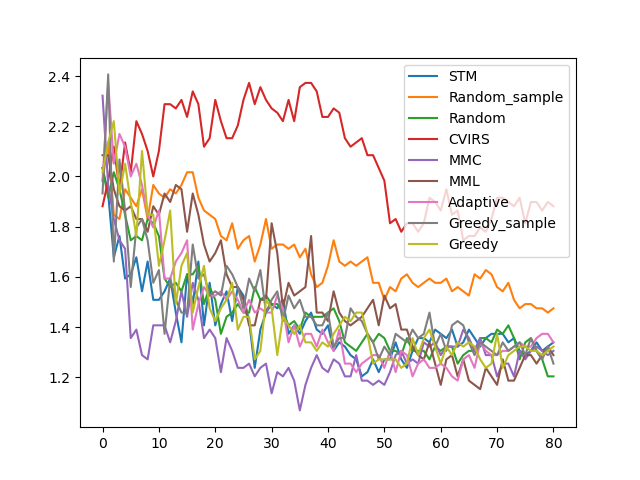 2.4
2.2
2.0
1.8
1.6
1.4
1.2
0 10 20 30 40 50 60 70 80
STM
Random_sample
Random
CVIRS
MMC
MML
Adaptive
Greedy_sample
Greedy